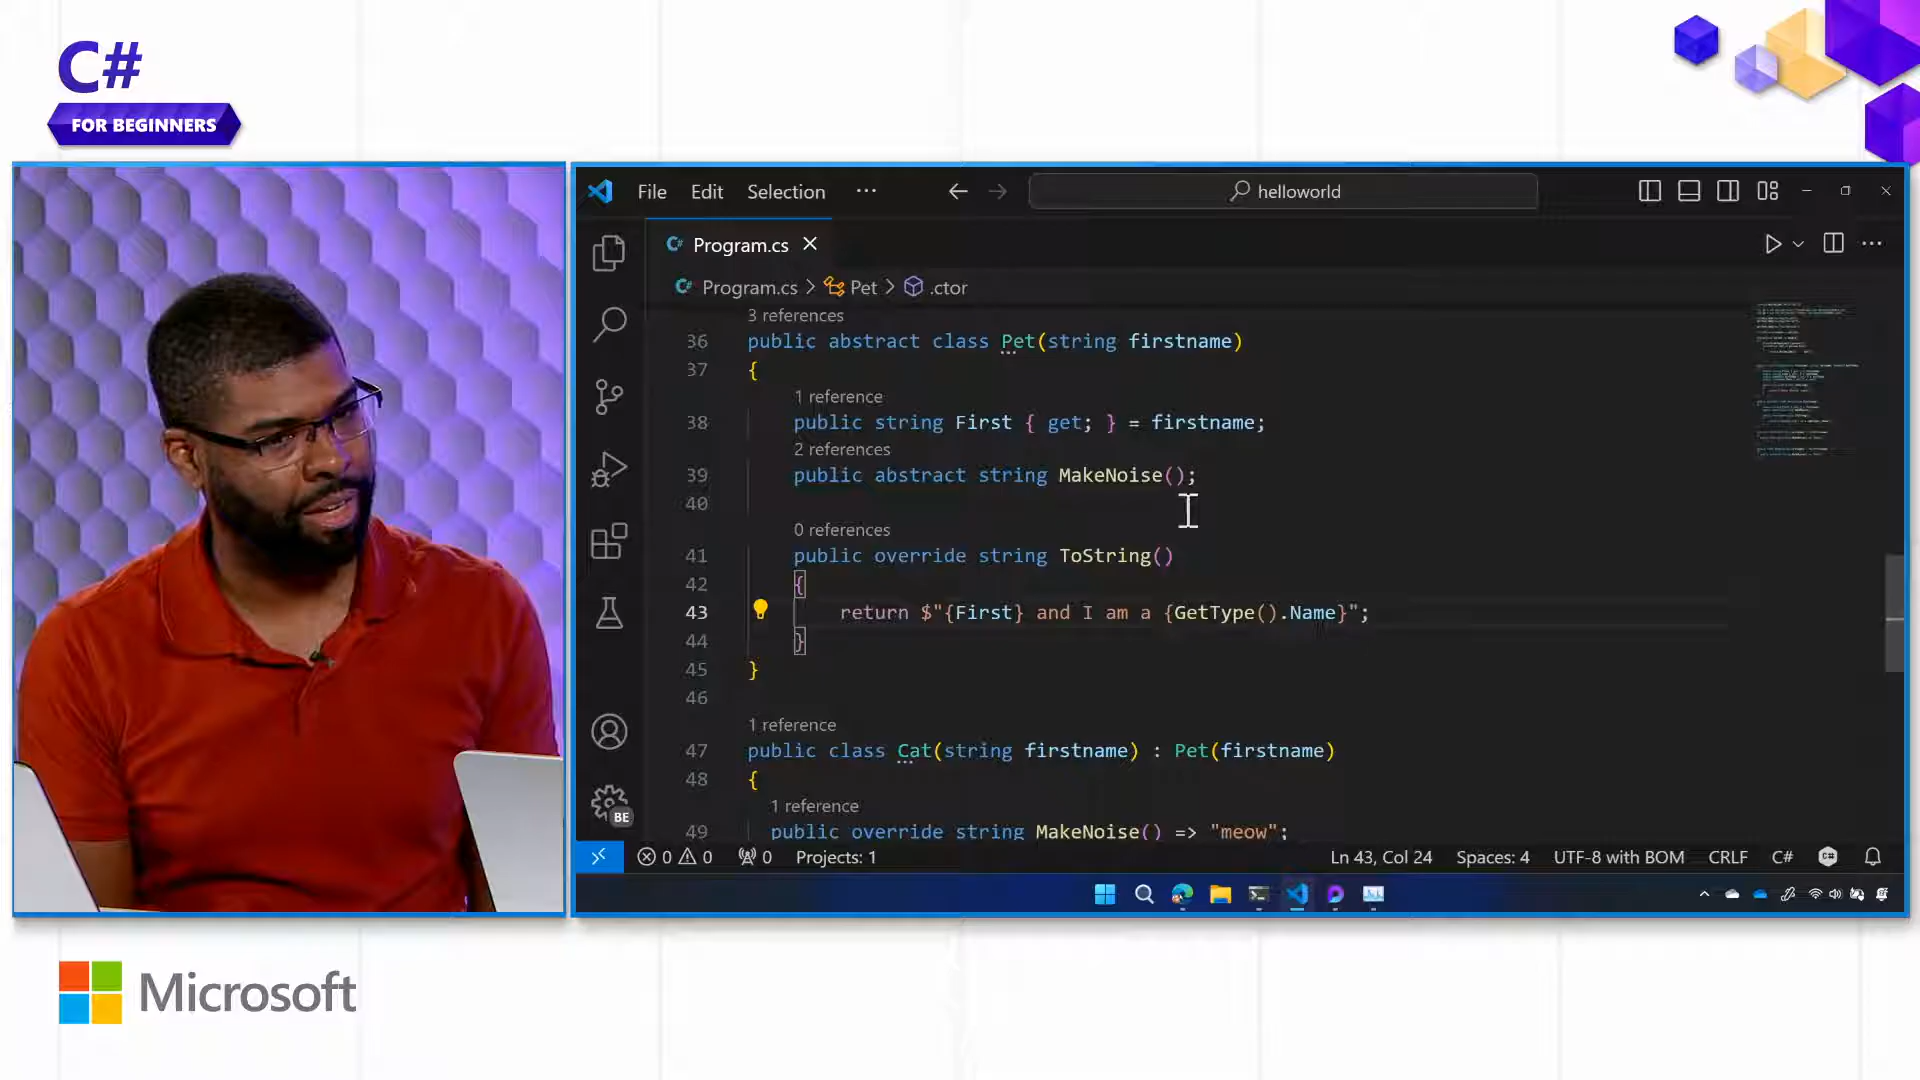 C#
FOR BEGINNERS
File Edit Selection ··· helloworld
Program.cs
Program.cs > Pet > .ctor
3 references
36 public abstract class Pet(string firstname)
37 {
1 reference
38 public string First { get; } = firstname;
2 references
39 public abstract string MakeNoise();
40
0 references
41 public override string ToString()
42 {
43 return $"{First} and I am a {GetType().Name}";
44 }
45 }
46
1 reference
47 public class Cat(string firstname) : Pet(firstname)
48 {
1 reference
49 public override string MakeNoise() => "meow";
BE
0 0 0 Projects: 1 Ln 43, Col 24 Spaces: 4 UTF-8 with BOM CRLF C#
Microsoft